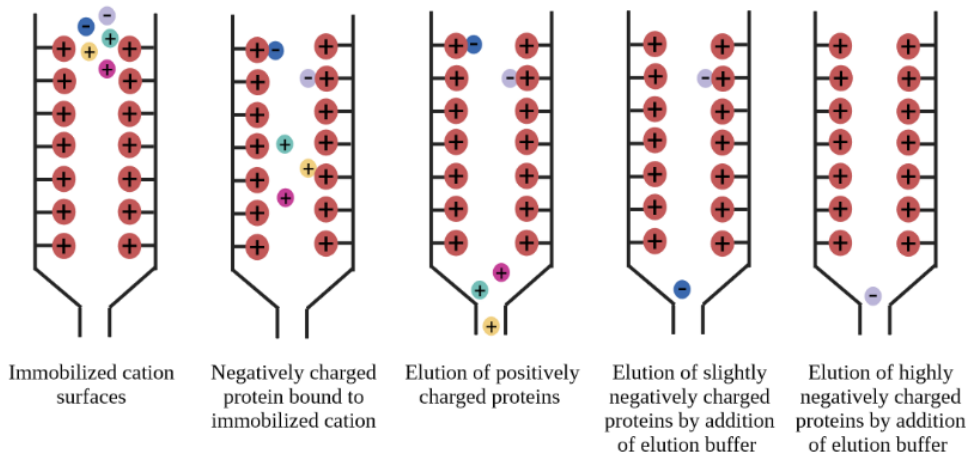 Immobilized cation
surfaces
Negatively charged
protein bound to
immobilized cation
Elution of positively
charged proteins
Elution of slightly
negatively charged
proteins by addition
of elution buffer
Elution of highly
negatively charged
proteins by addition
of elution buffer